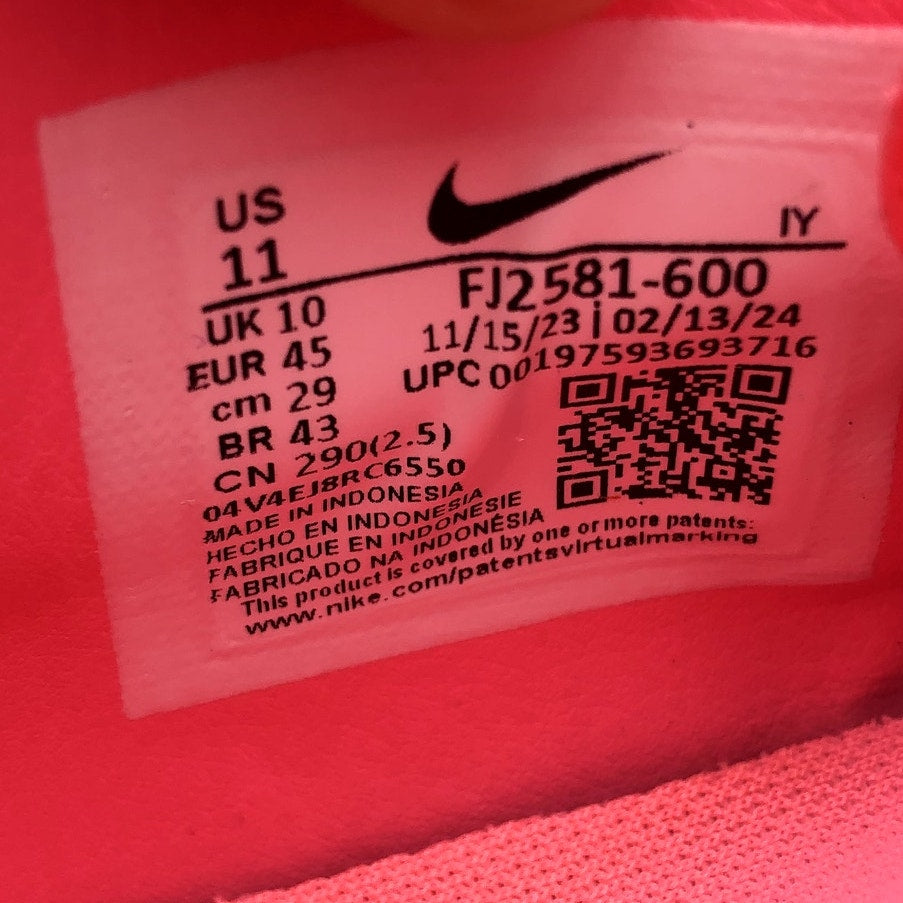 US
11
IY
UK 10
EUR 45
cm 29
BR 43
CN 290(2.5)
FJ2581-600
11/15/23 | 02/13/24
UPC 00197593693716
04V4EJ8RC6550
MADE IN INDONESIA
HECHO EN INDONESIA
FABRIQUE EN INDONÉSIE
FABRICADO NA INDONÉSIA
This product is covered by one or more patents:
www.nike.com/patentsvirtualmarking